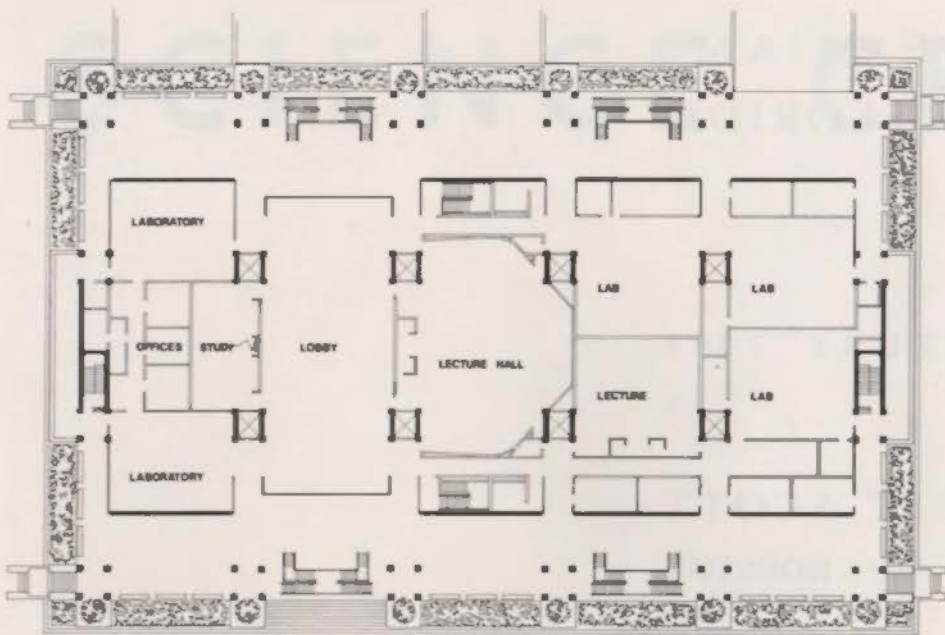 LABORATORY
LAB
LAB
OFFICES
STUDY
LOBBY
LECTURE HALL
LECTURE
LAB
LABORATORY